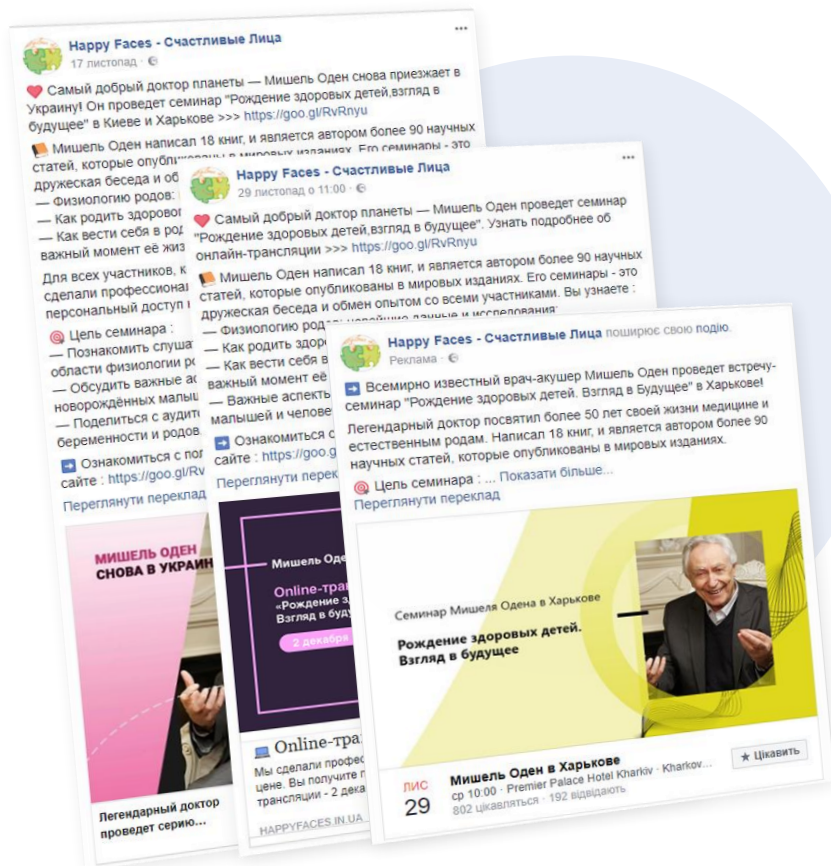 Happy Faces - Счастливые Лица
17 листопад
Самый добрый доктор планеты — Мишель Оден снова приезжает в
Украину! Он проведет семинар "Рождение здоровых детей,взгляд в
будущее" в Киеве и Харькове >>> https://goo.gl/RvRnyu
Мишель Оден написал 18 книг, и является автором более 90 научных
статей, которые опубликованы в мировых изданиях. Его семинары - это
дружеская беседа и об
— Физиологию родов:
— Как родить здоровог
— Как вести себя в род
важный момент её жиз
Для всех участников, к
сделали профессионал
персональный доступ
Цель семинара :
— Познакомить слуша
области физиологии р
— Обсудить важные ас
новорождённых малыш
— Поделиться с аудит
беременности и родов
Ознакомиться с пол
сайте : https://goo.gl/Rv
Переглянути переклад
МИШЕЛЬ ОДЕН
СНОВА В УКРАИН
Легендарный доктор
проведет серию...
Happy Faces - Счастливые Лица
29 листопад о 11:00
Самый добрый доктор планеты — Мишель Оден проведет семинар
"Рождение здоровых детей,взгляд в будущее". Узнать подробнее об
онлайн-трансляции >>> https://goo.gl/RvRnyu
Мишель Оден написал 18 книг, и является автором более 90 научных
статей, которые опубликованы в мировых изданиях. Его семинары - это
дружеская беседа и обмен опытом со всеми участниками. Вы узнаете :
— Физиологию родов: новейшие данные и исследования;
— Как родить здоро
— Как вести себя в
важный момент её
— Важные аспекть
малышей и челове
Ознакомиться с
сайте : https://goo.g
Переглянути перек
Мишель Оде
Online-тра
«Рождение з
Взгляд в буду
2 декабря
Online-тра
Мы сделали профес
цене. Вы получите п
трансляции - 2 дека
HAPPYFACES.IN.UA
Happy Faces - Счастливые Лица поширює свою подію.
Реклама
Всемирно известный врач-акушер Мишель Оден проведет встречу-
семинар "Рождение здоровых детей. Взгляд в Будущее" в Харькове!
Легендарный доктор посвятил более 50 лет своей жизни медицине и
естественным родам. Написал 18 книг, и является автором более 90
научных статей, которые опубликованы в мировых изданиях.
Цель семинара : ... Показати більше...
Переглянути переклад
Семинар Мишеля Одена в Харькове
Рождение здоровых детей.
Взгляд в будущее
ЛИС
29
Мишель Оден в Харькове
ср 10:00 · Premier Palace Hotel Kharkiv · Kharkov...
802 цікавляться · 192 відвідають
Цікавить